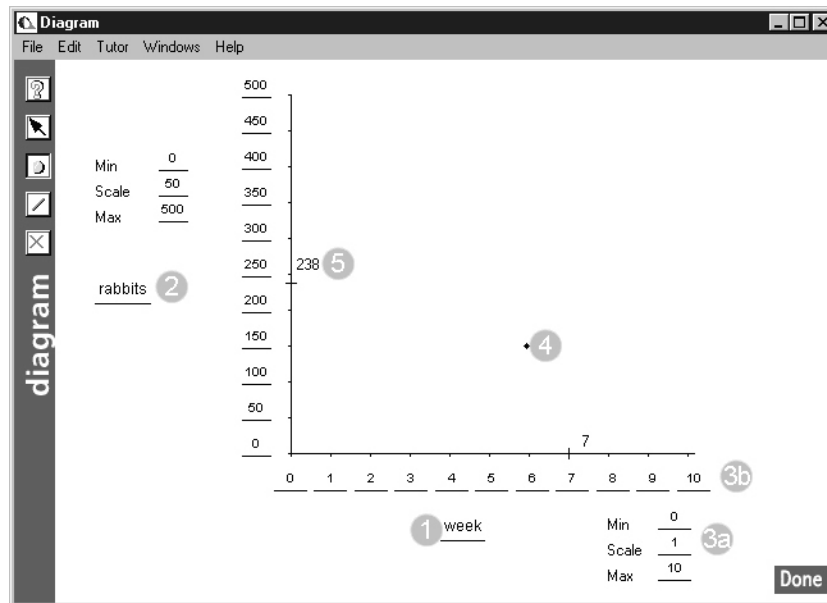 Diagram
File Edit Tutor Windows Help
500
450
400
350
300
250
200
150
100
50
0
Min 0
Scale 50
Max 500
rabbits 2
238 5
4
7
0 1 2 3 4 5 6 7 8 9 10 3b
1 week
Min 0
Scale 1 3a
Max 10
diagram
Done